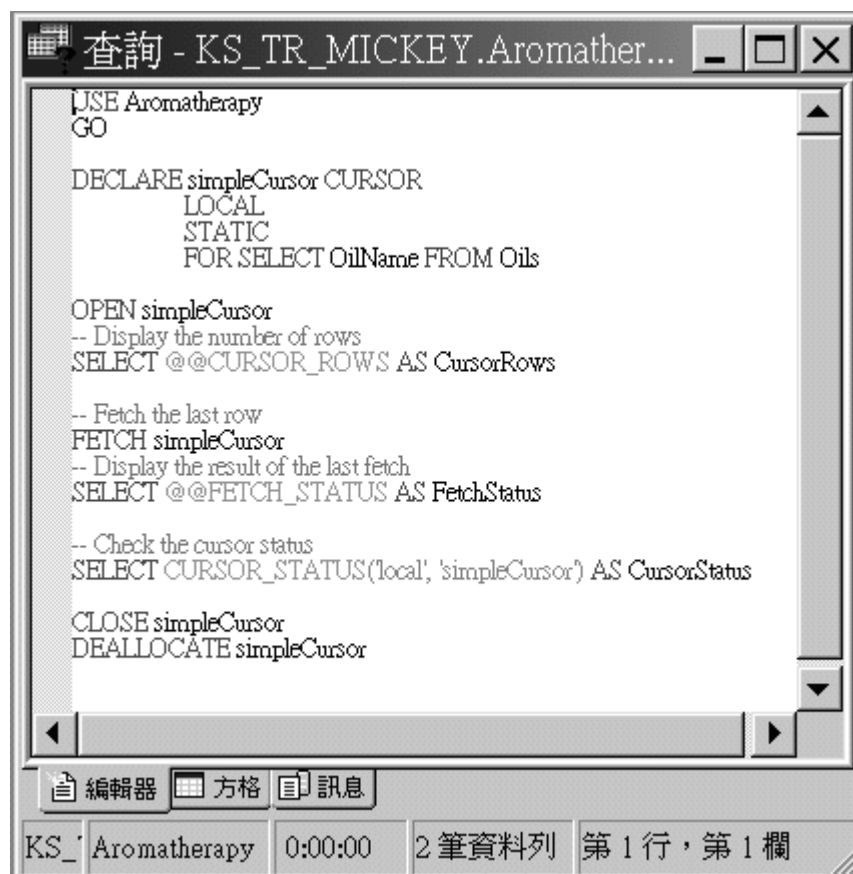 查詢 - KS_TR_MICKEY.Aromather...
USE Aromatherapy
GO
DECLARE simpleCursor CURSOR
LOCAL
STATIC
FOR SELECT OilName FROM Oils
OPEN simpleCursor
-- Display the number of rows
SELECT @@CURSOR_ROWS AS CursorRows
-- Fetch the last row
FETCH simpleCursor
-- Display the result of the last fetch
SELECT @@FETCH_STATUS AS FetchStatus
-- Check the cursor status
SELECT CURSOR_STATUS('local', 'simpleCursor') AS CursorStatus
CLOSE simpleCursor
DEALLOCATE simpleCursor
編輯器 方格 訊息
KS_ Aromatherapy 0:00:00 2 筆資料列 第 1 行，第 1 欄